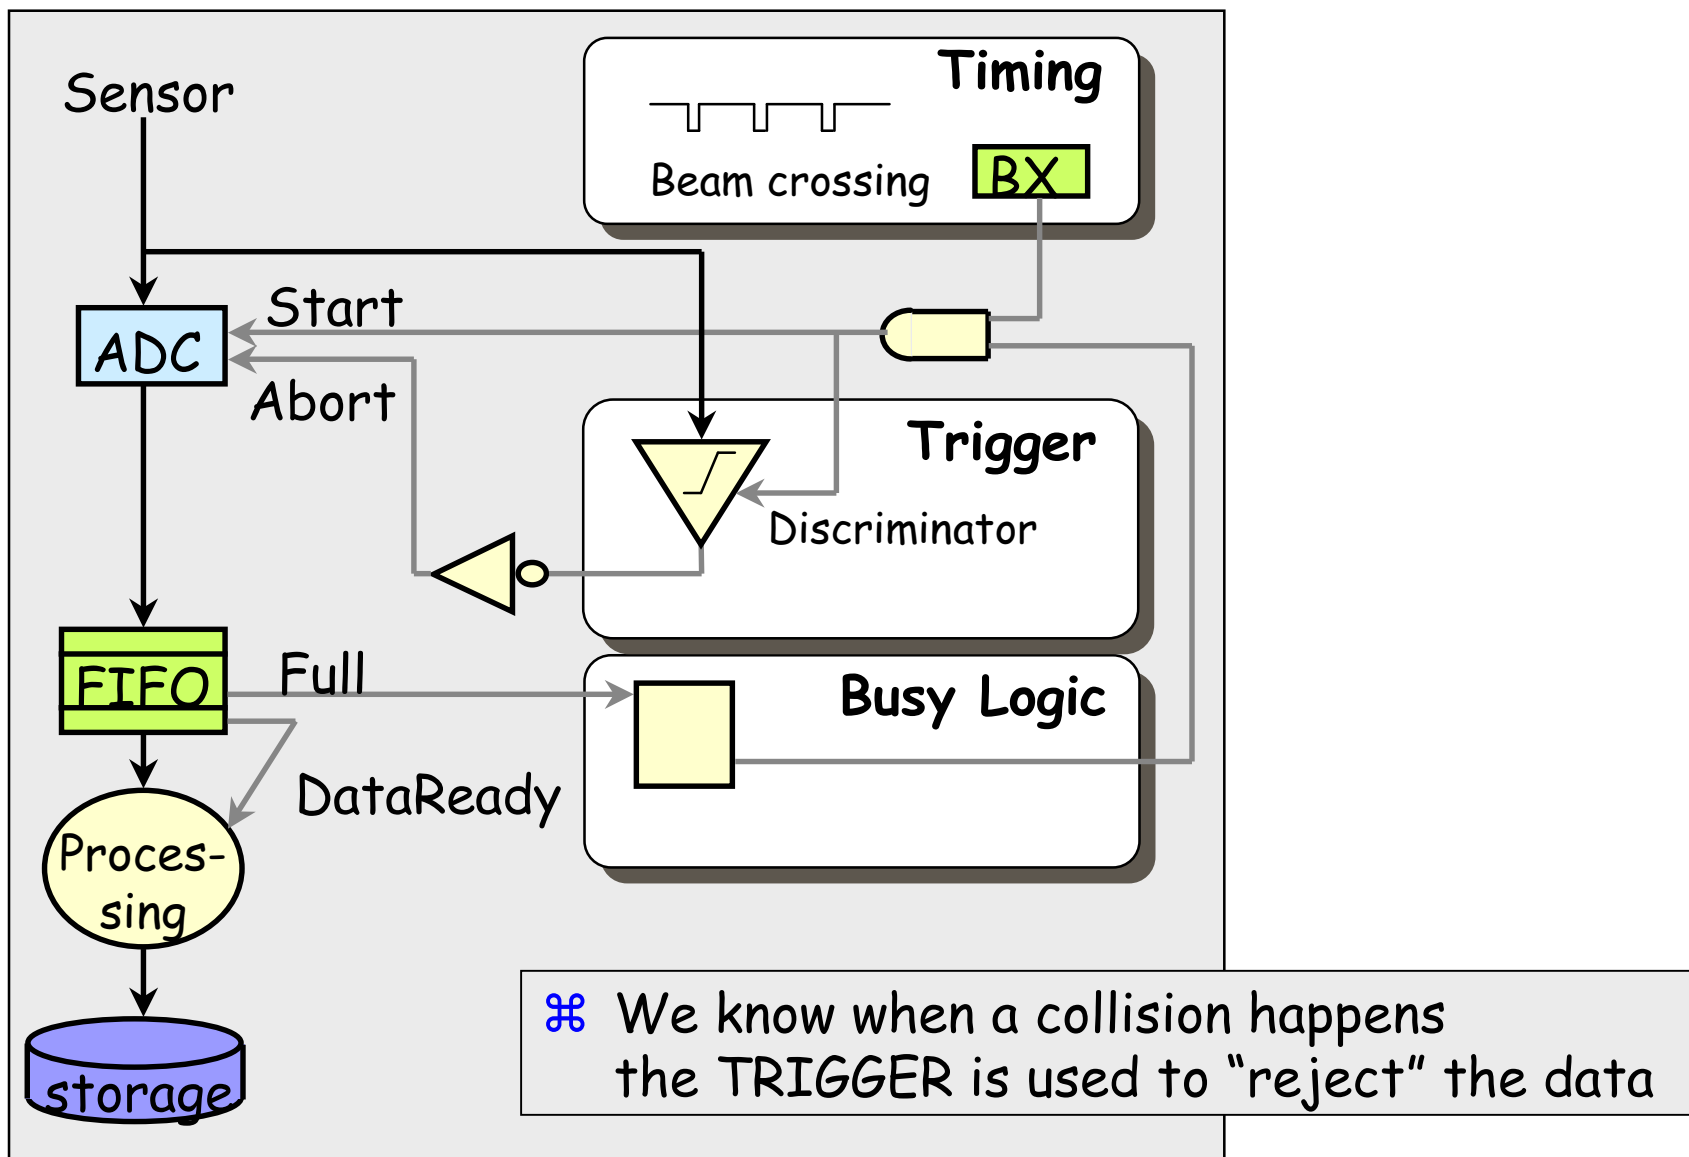 Timing
Sensor
Beam crossing
BX
Start
ADC
Abort
Trigger
Discriminator
Full
FIFO
Busy Logic
DataReady
Proces-
sing
⌘ We know when a collision happens
the TRIGGER is used to “reject” the data
storage